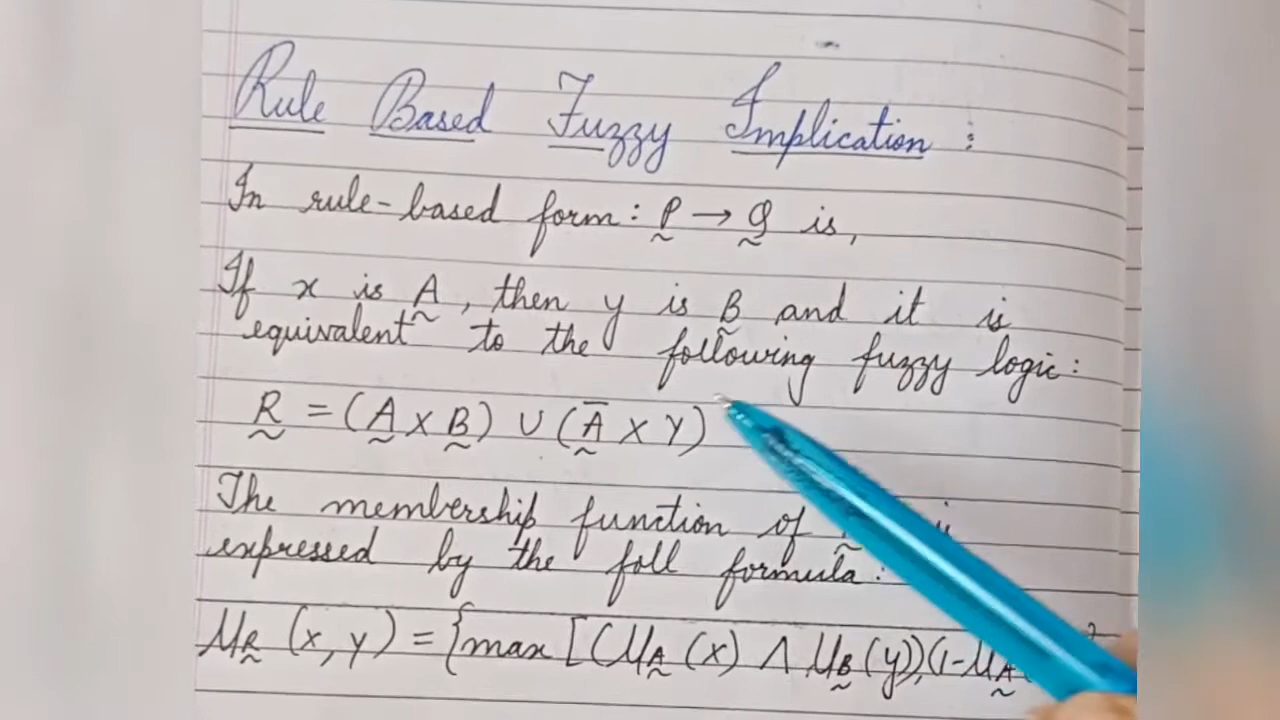 Rule Based Fuzzy Implication :
In rule-based form: P̰ → Q̰ is,
If x is A̰, then y is B̰ and it is
equivalent to the following fuzzy logic:
R̰ = (A̰ X B̰) ∪ (Ā̰ X Y)
The membership function of
expressed by the foll formula:
μR̰ (x, y) = {max [(μA̰ (x) ∧ μB̰ (y)),(1-μA̰